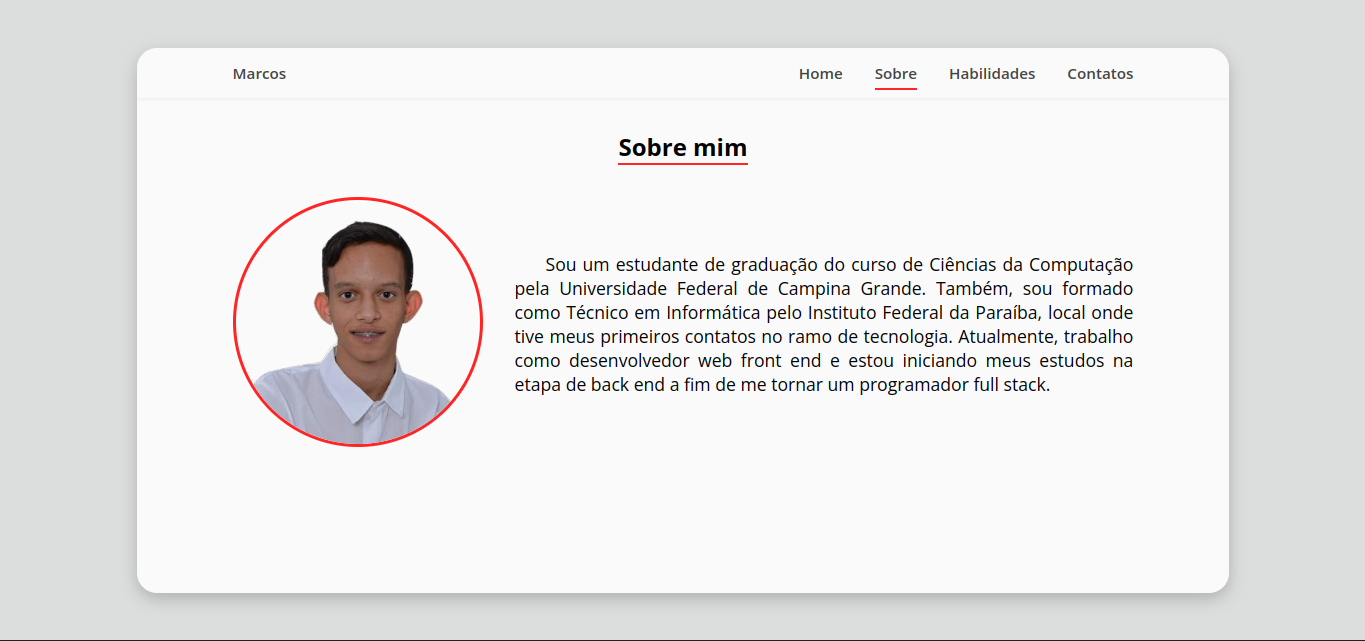 Marcos
Home Sobre Habilidades Contatos
Sobre mim
Sou um estudante de graduação do curso de Ciências da Computação
pela Universidade Federal de Campina Grande. Também, sou formado
como Técnico em Informática pelo Instituto Federal da Paraíba, local onde
tive meus primeiros contatos no ramo de tecnologia. Atualmente, trabalho
como desenvolvedor web front end e estou iniciando meus estudos na
etapa de back end a fim de me tornar um programador full stack.